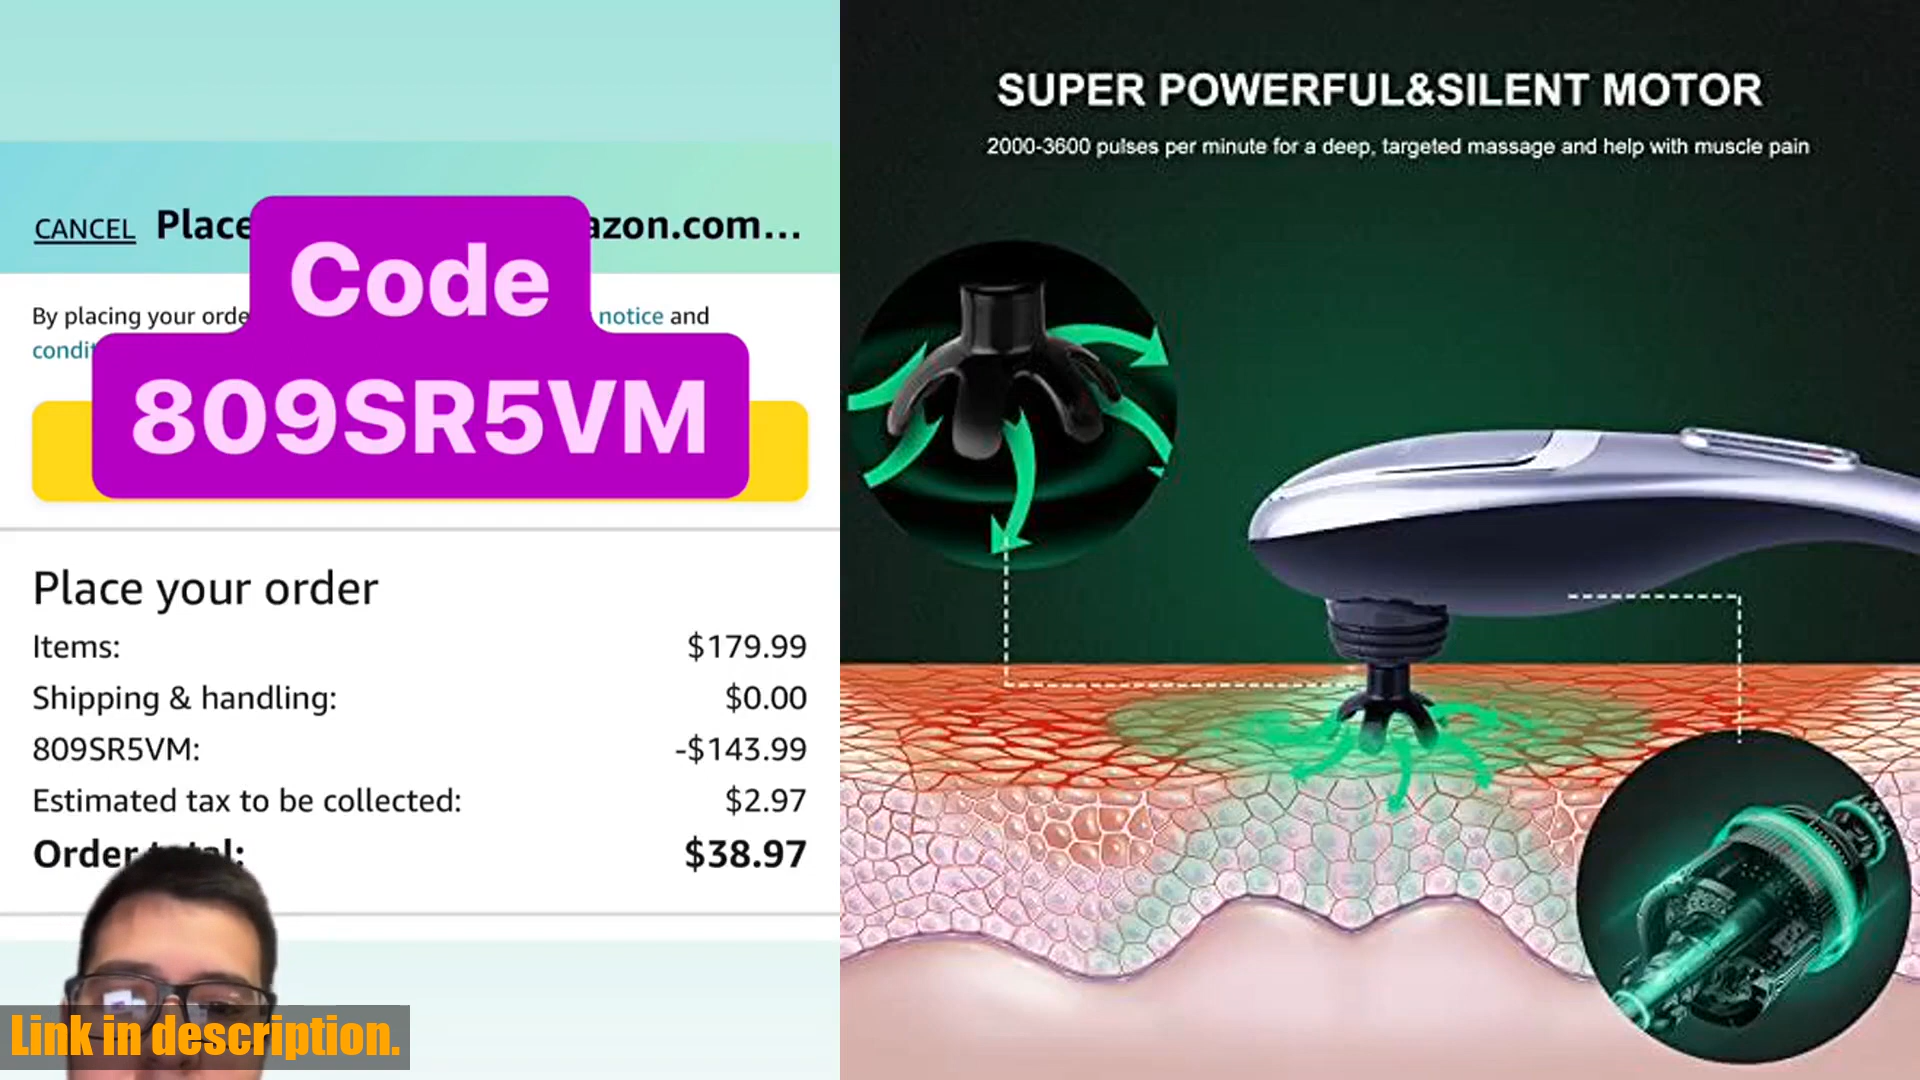 CANCEL Place azon.com...
Code
809SR5VM
By placing your orde notice and
condit
Place your order
Items: $179.99
Shipping & handling: $0.00
809SR5VM: -$143.99
Estimated tax to be collected: $2.97
Order total: $38.97
Link in description.
SUPER POWERFUL&SILENT MOTOR
2000-3600 pulses per minute for a deep, targeted massage and help with muscle pain